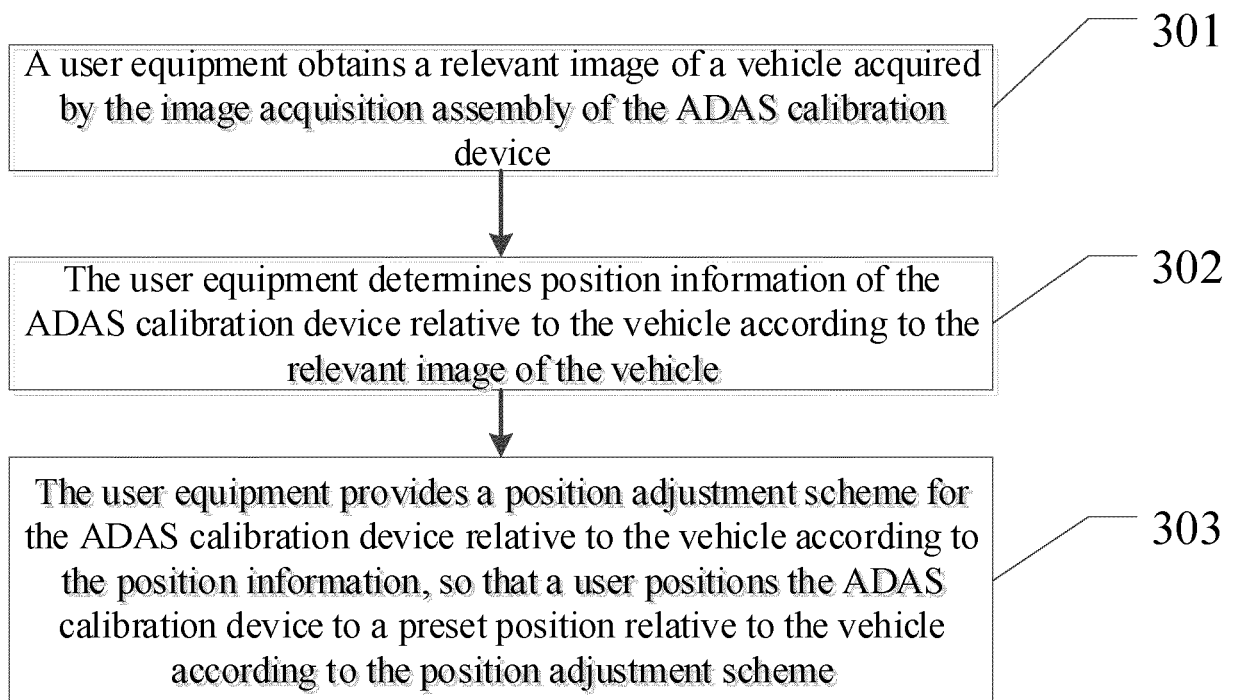 301
A user equipment obtains a relevant image of a vehicle acquired
by the image acquisition assembly of the ADAS calibration
device
302
The user equipment determines position information of the
ADAS calibration device relative to the vehicle according to the
relevant image of the vehicle
303
The user equipment provides a position adjustment scheme for
the ADAS calibration device relative to the vehicle according to
the position information, so that a user positions the ADAS
calibration device to a preset position relative to the vehicle
according to the position adjustment scheme